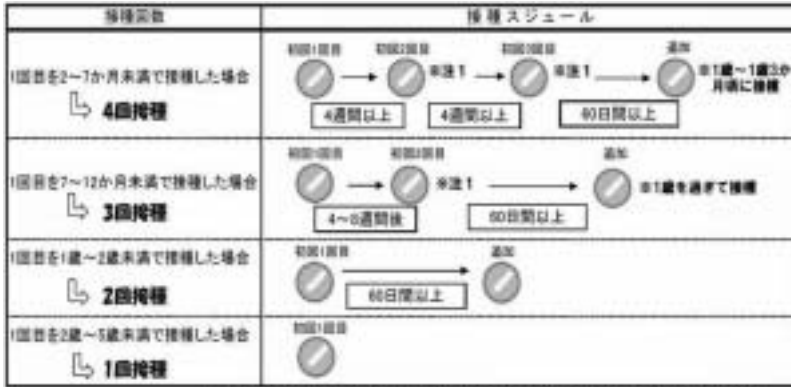 接種回数
接種スジュール
1回目を2～7か月未満で接種した場合
4回接種
初回1回目
初回2回目
初回3回目
追加
※注1
※注1
※1歳～1歳3か
月頃に接種
4週間以上
4週間以上
60日間以上
1回目を7～12か月未満で接種した場合
3回接種
初回1回目
初回2回目
追加
※注1
※1歳を過ぎて接種
4～8週間後
60日間以上
1回目を1歳～2歳未満で接種した場合
2回接種
初回1回目
追加
60日間以上
1回目を2歳～5歳未満で接種した場合
1回接種
初回1回目